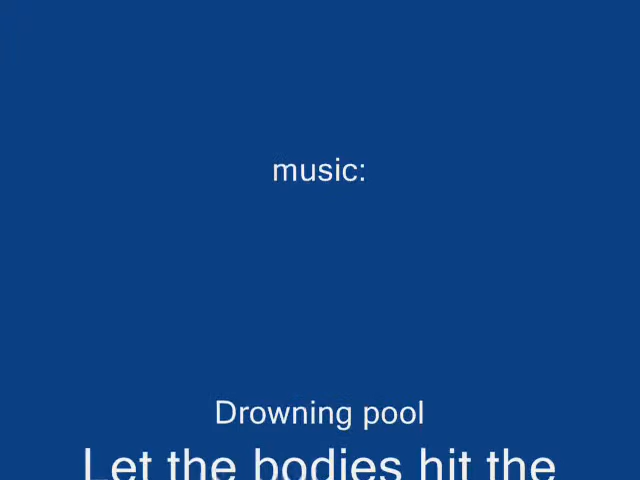 music:
Drowning pool
Let the bodies hit the